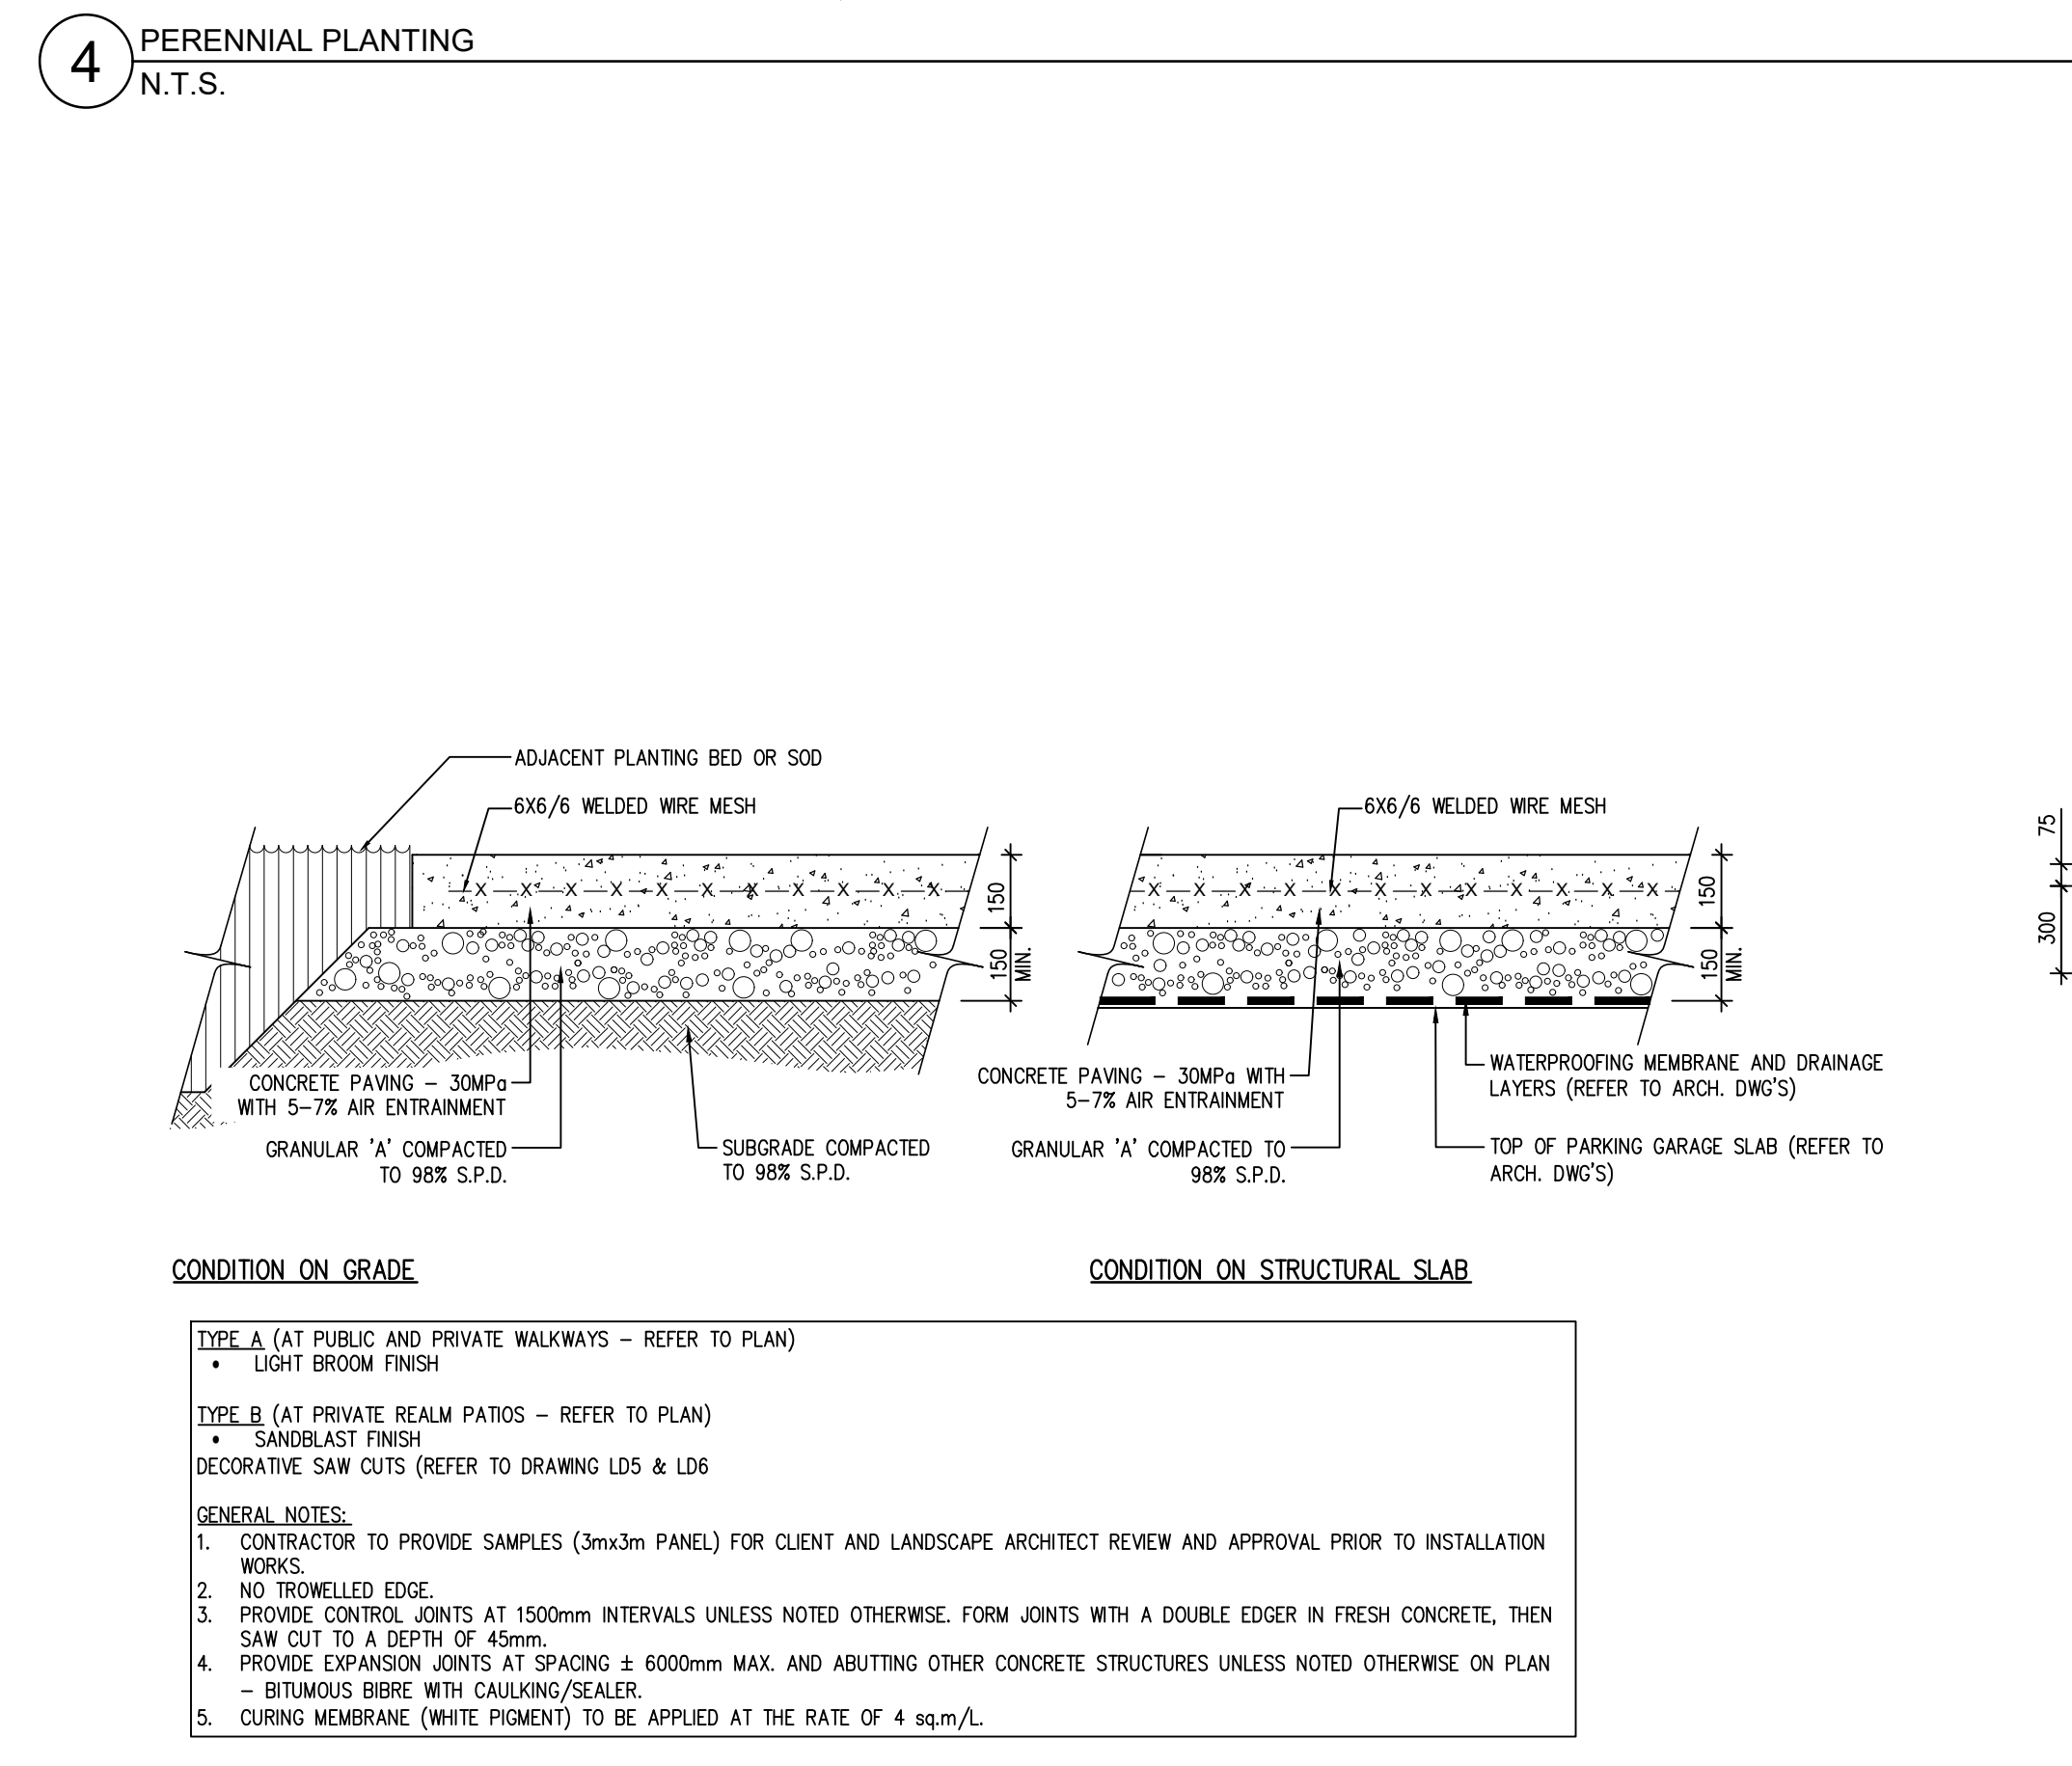 4
PERENNIAL PLANTING
N.T.S.
ADJACENT PLANTING BED OR SOD
6X6/6 WELDED WIRE MESH
X X X X X X X X X X X
150
150
MIN.
CONCRETE PAVING – 30MPa
WITH 5–7% AIR ENTRAINMENT
GRANULAR 'A' COMPACTED
TO 98% S.P.D.
SUBGRADE COMPACTED
TO 98% S.P.D.
CONDITION ON GRADE
6X6/6 WELDED WIRE MESH
X X X X X X X X X X X X
150
150
MIN.
CONCRETE PAVING – 30MPa WITH
5–7% AIR ENTRAINMENT
GRANULAR 'A' COMPACTED TO
98% S.P.D.
WATERPROOFING MEMBRANE AND DRAINAGE
LAYERS (REFER TO ARCH. DWG'S)
TOP OF PARKING GARAGE SLAB (REFER TO
ARCH. DWG'S)
CONDITION ON STRUCTURAL SLAB
75
300
TYPE A (AT PUBLIC AND PRIVATE WALKWAYS – REFER TO PLAN)
• LIGHT BROOM FINISH
TYPE B (AT PRIVATE REALM PATIOS – REFER TO PLAN)
• SANDBLAST FINISH
DECORATIVE SAW CUTS (REFER TO DRAWING LD5 & LD6
GENERAL NOTES:
1. CONTRACTOR TO PROVIDE SAMPLES (3mx3m PANEL) FOR CLIENT AND LANDSCAPE ARCHITECT REVIEW AND APPROVAL PRIOR TO INSTALLATION
WORKS.
2. NO TROWELLED EDGE.
3. PROVIDE CONTROL JOINTS AT 1500mm INTERVALS UNLESS NOTED OTHERWISE. FORM JOINTS WITH A DOUBLE EDGER IN FRESH CONCRETE, THEN
SAW CUT TO A DEPTH OF 45mm.
4. PROVIDE EXPANSION JOINTS AT SPACING ± 6000mm MAX. AND ABUTTING OTHER CONCRETE STRUCTURES UNLESS NOTED OTHERWISE ON PLAN
– BITUMOUS BIBRE WITH CAULKING/SEALER.
5. CURING MEMBRANE (WHITE PIGMENT) TO BE APPLIED AT THE RATE OF 4 sq.m/L.